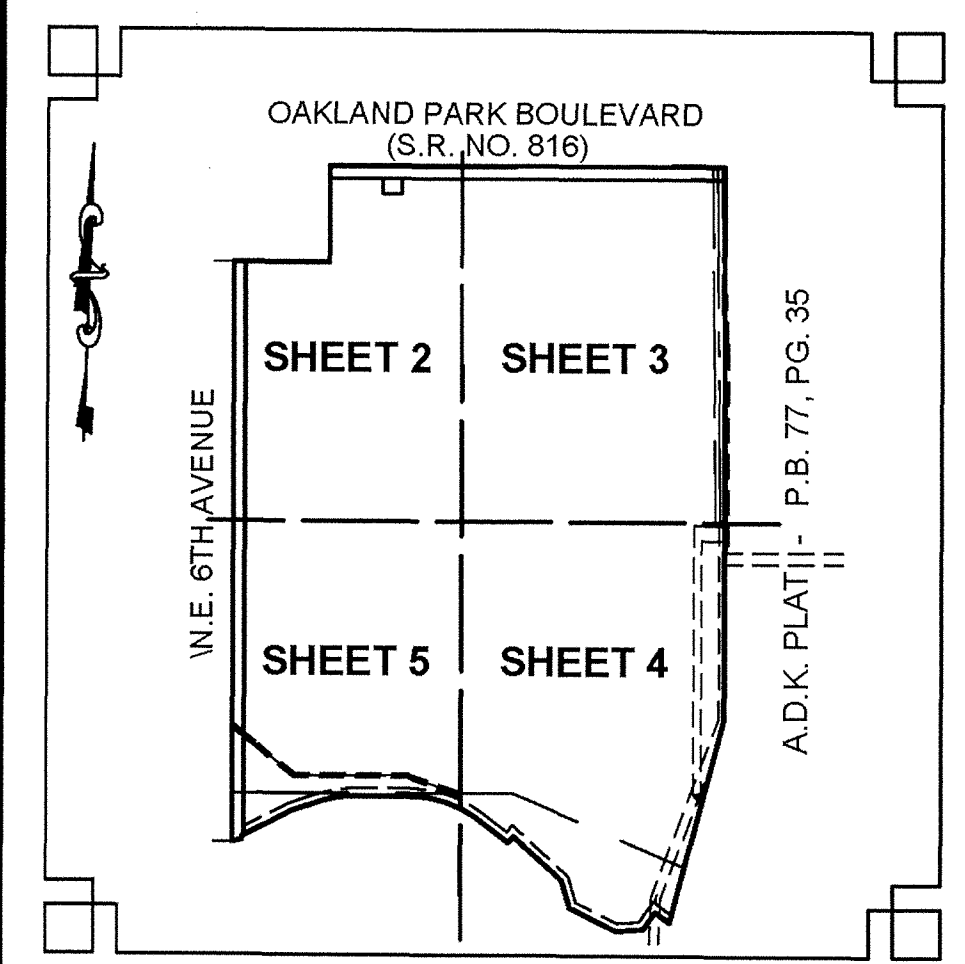 OAKLAND PARK BOULEVARD
(S.R. NO. 816)
SHEET 2
SHEET 3
N.E. 6TH AVENUE
A.D.K. PLAT - P.B. 77, PG. 35
SHEET 5
SHEET 4